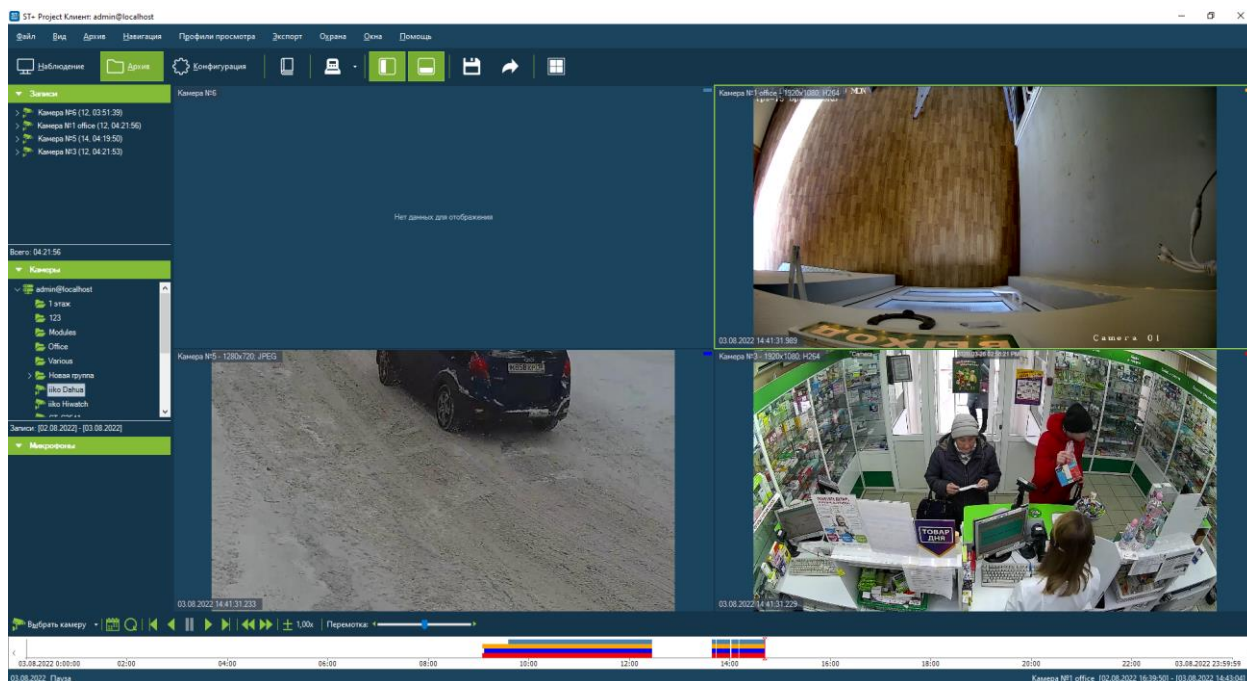 ST+ Project Клиент: admin@localhost
Файл Вид Архив Навигация Профили просмотра Экспорт Охрана Окна Помощь
Наблюдение Архив Конфигурация
Записи
Камера №6 (12, 03:51:39)
Камера №1 office (12, 04:21:56)
Камера №5 (14, 04:19:50)
Камера №3 (12, 04:21:53)
Всего: 04:21:56
Камеры
admin@localhost
1 этаж
123
Modules
Office
Various
Новая группа
iiko Dahua
iiko Hiwatch
Записи: [02.08.2022] - [03.08.2022]
Микрофоны
Камера №6
Нет данных для отображения
Камера №1 office - 1920x1080; H264
03.08.2022 14:41:31.989
Camera 01
ВЫХОД
Камера №5 - 1280x720; JPEG
03.08.2022 14:41:31.233
Камера №3 - 1920x1080; H264
ТОВАР
ДНЯ
03.08.2022 14:41:31.229
Выбрать камеру 1,00x Перемотка:
03.08.2022 0:00:00 02:00 04:00 06:00 08:00 10:00 12:00 14:00 16:00 18:00 20:00 22:00 03.08.2022 23:59:59
03.08.2022 Пауза
Камера №1 office [02.08.2022 16:39:50] - [03.08.2022 14:43:04]